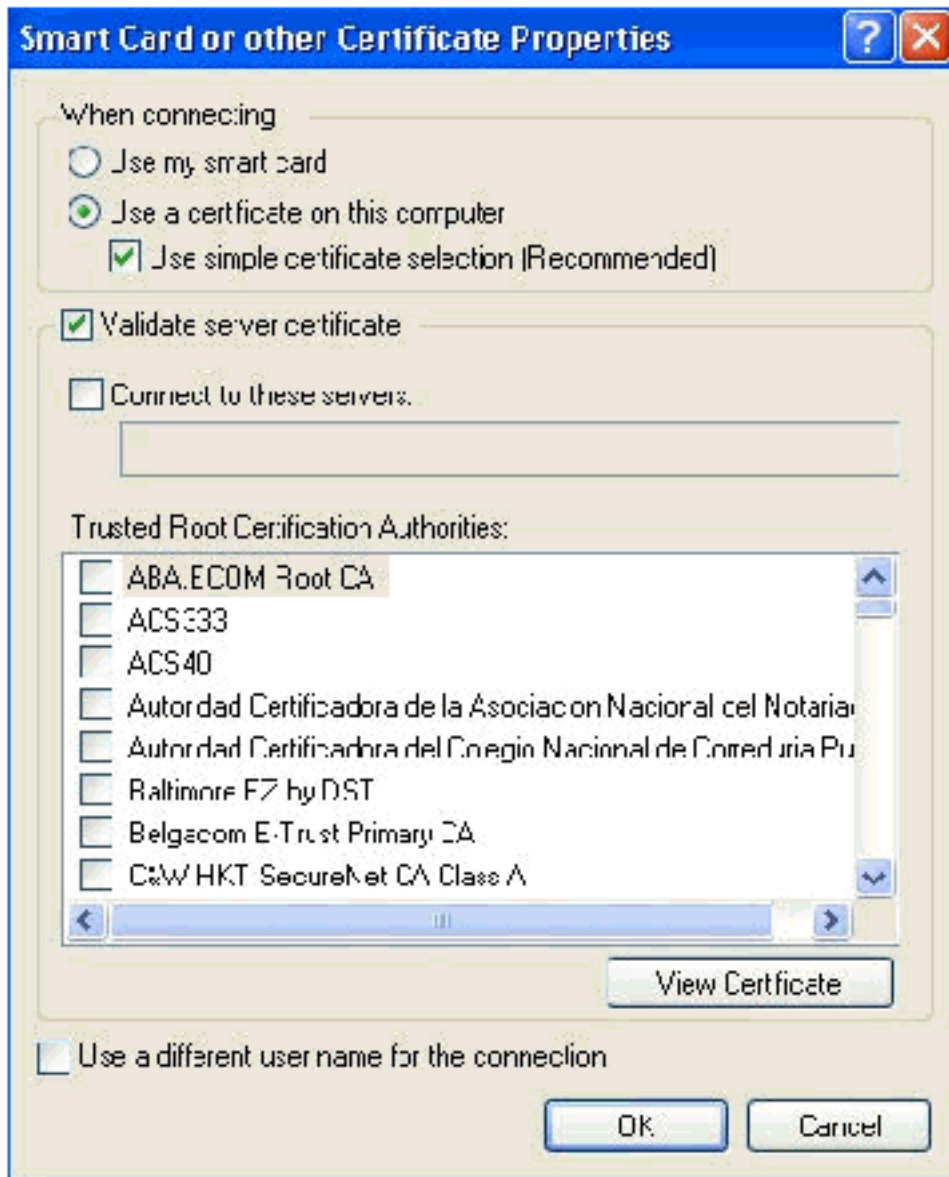 Smart Card or other Certificate Properties
When connecting
Use my smart card
Use a certificate on this computer
Use simple certificate selection (Recommended)
Validate server certificate
Connect to these servers:
Trusted Root Certification Authorities:
ABA.ECOM Root CA
ACS333
ACS40
Autoridad Certificadora de la Asociacion Nacional del Notaria
Autoridad Certificadora del Colegio Nacional de Correduria Pu
Baltimore EZ by DST
Belgacom E-Trust Primary CA
C&W HKT SecureNet CA Class A
View Certificate
Use a different user name for the connection
OK
Cancel